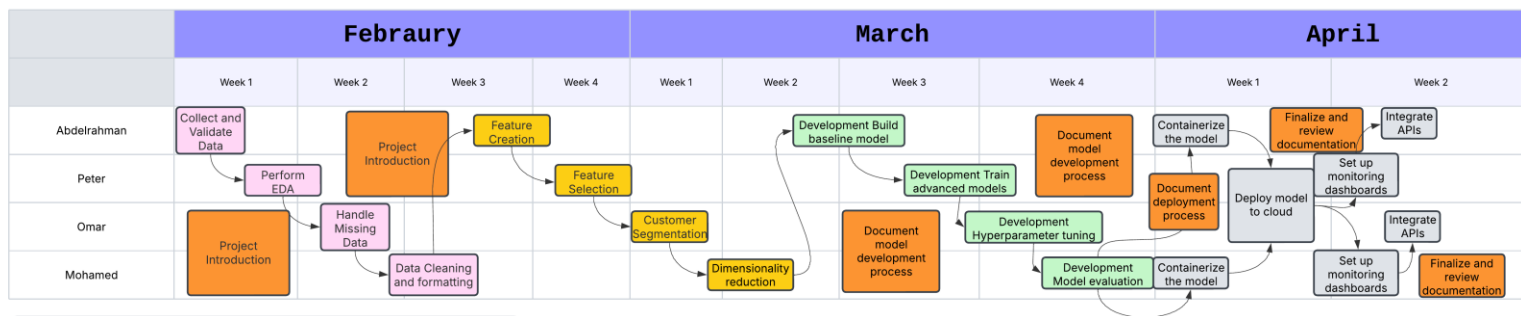 Febraury
March
April
Week 1
Week 2
Week 3
Week 4
Week 1
Week 2
Week 3
Week 4
Week 1
Week 2
Abdelrahman
Collect and
Validate
Data
Project
Introduction
Feature
Creation
Development Build
baseline model
Document
model
development
process
Containerize
the model
Finalize and
review
documentation
Integrate
APIs
Peter
Perform
EDA
Feature
Selection
Development Train
advanced models
Document
deployment
process
Deploy model
to cloud
Set up
monitoring
dashboards
Omar
Project
Introduction
Handle
Missing
Data
Customer
Segmentation
Document
model
development
process
Development
Hyperparameter tuning
Integrate
APIs
Mohamed
Data Cleaning
and formatting
Dimensionality
reduction
Development
Model evaluation
Containerize
the model
Set up
monitoring
dashboards
Finalize and
review
documentation